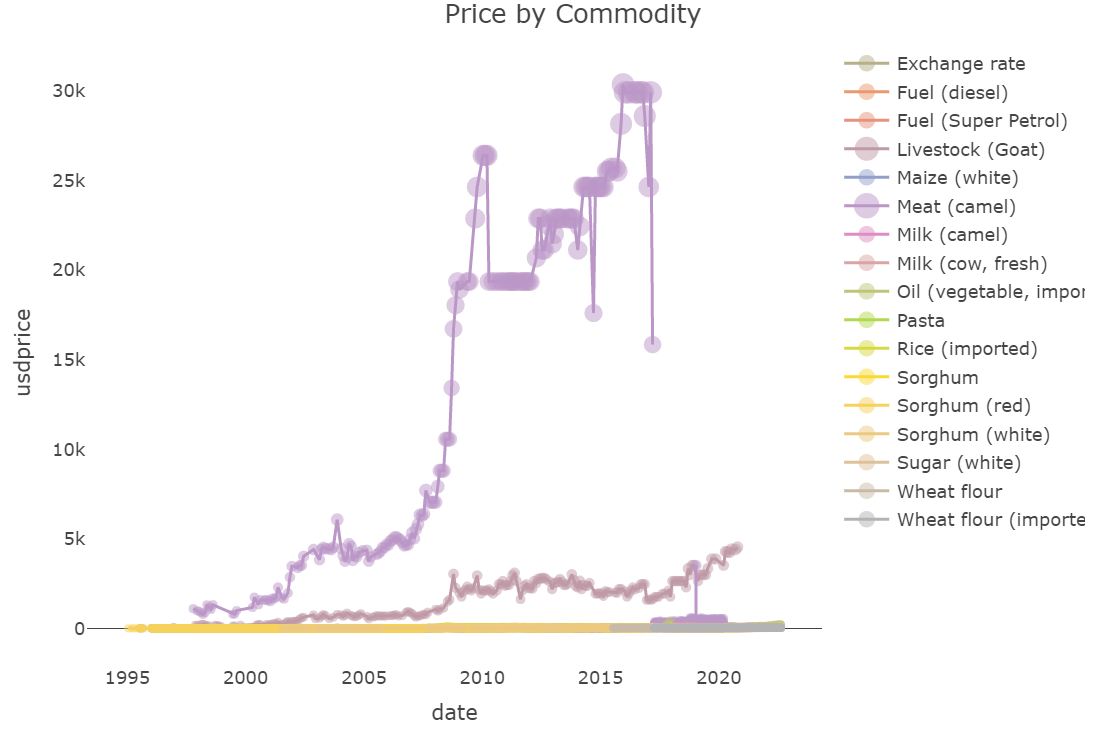 Price by Commodity
30k
25k
20k
15k
10k
5k
0
1995 2000 2005 2010 2015 2020
date
usdprice
Exchange rate
Fuel (diesel)
Fuel (Super Petrol)
Livestock (Goat)
Maize (white)
Meat (camel)
Milk (camel)
Milk (cow, fresh)
Oil (vegetable, impor
Pasta
Rice (imported)
Sorghum
Sorghum (red)
Sorghum (white)
Sugar (white)
Wheat flour
Wheat flour (importe